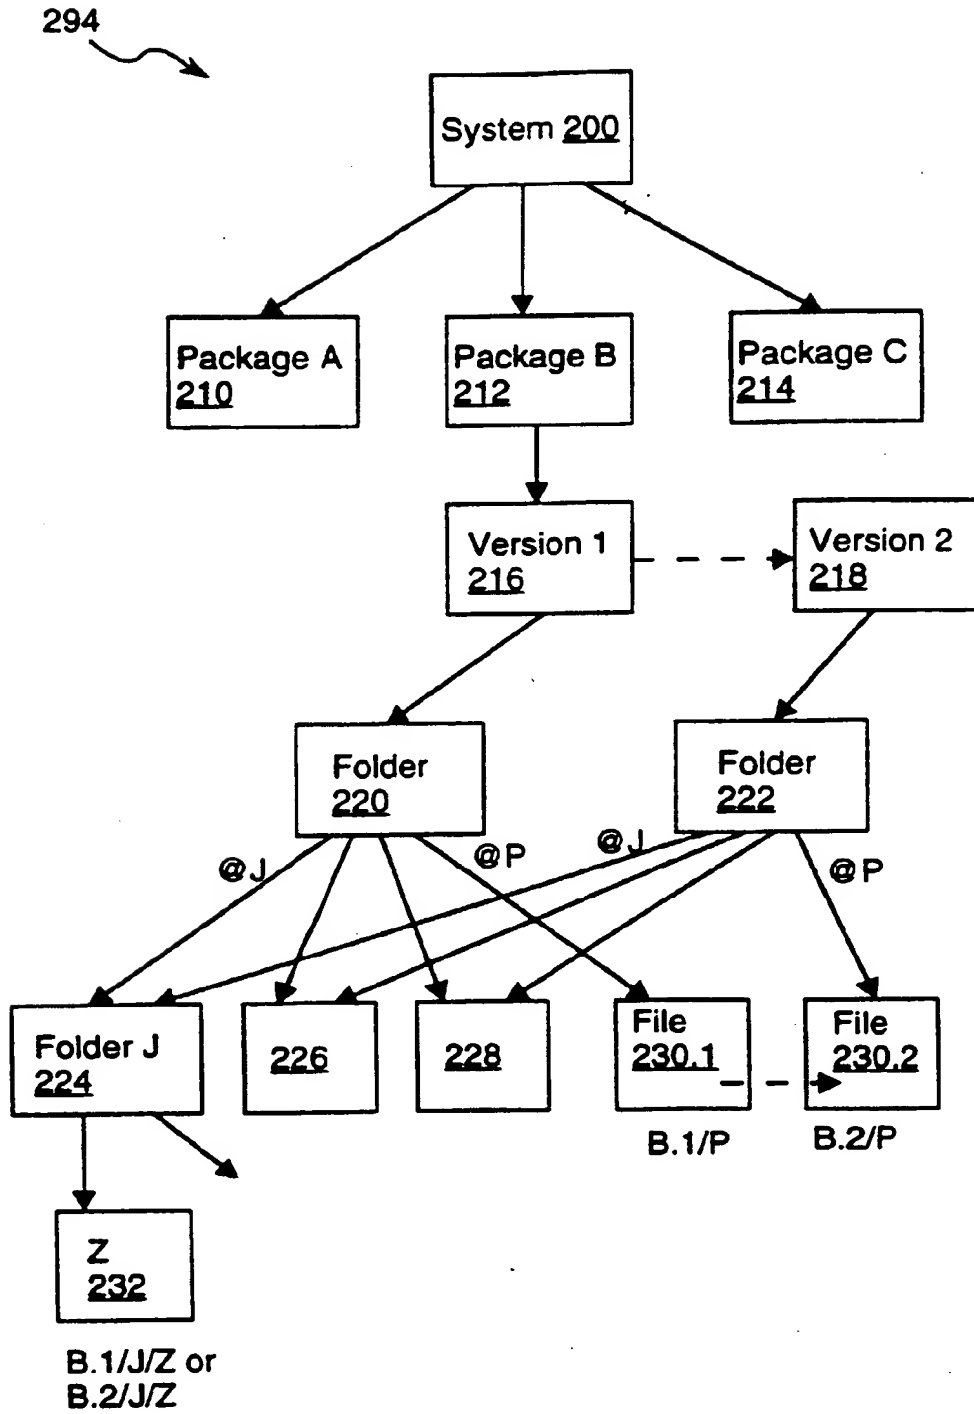 294
System 200
Package A
210
Package B
212
Package C
214
Version 1
216
Version 2
218
Folder
220
Folder
222
@J
@P
@J
@P
Folder J
224
226
228
File
230.1
File
230.2
B.1/P
B.2/P
Z
232
B.1/J/Z or
B.2/J/Z